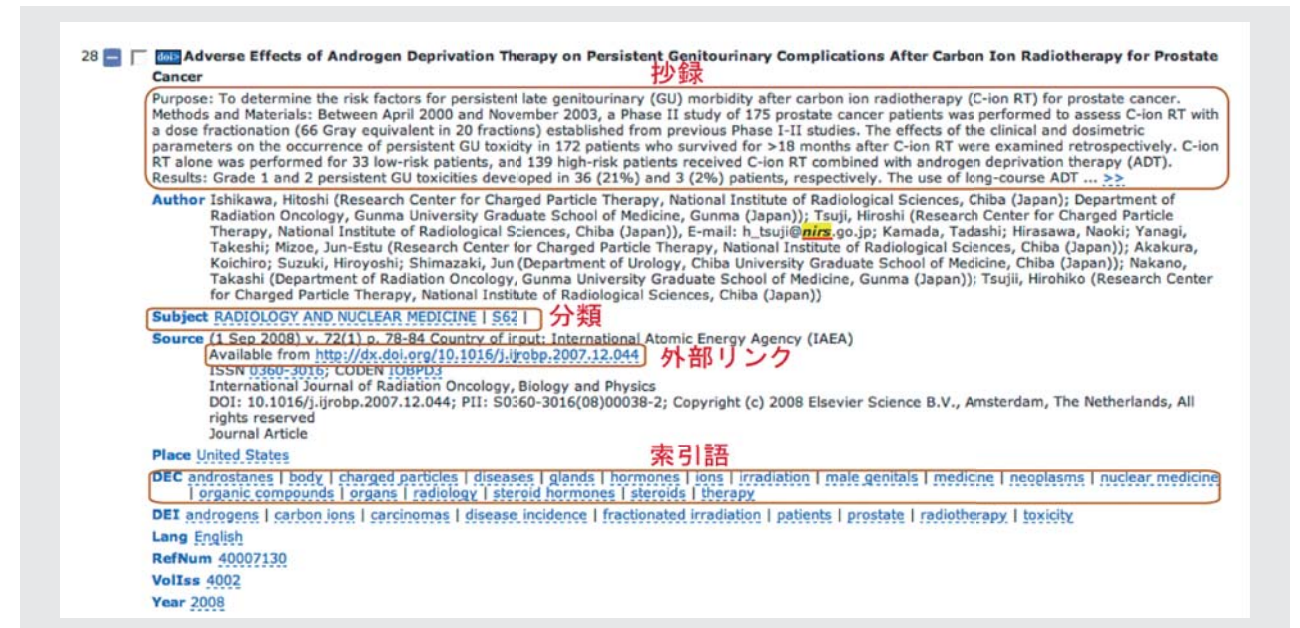 28 doi> Adverse Effects of Androgen Deprivation Therapy on Persistent Genitourinary Complications After Carbon Ion Radiotherapy for Prostate
Cancer
抄録
Purpose: To determine the risk factors for persistent late genitourinary (GU) morbidity after carbon ion radiotherapy (C-ion RT) for prostate cancer.
Methods and Materials: Between April 2000 and November 2003, a Phase II study of 175 prostate cancer patients was performed to assess C-ion RT with
a dose fractionation (66 Gray equivalent in 20 fractions) established from previous Phase I-II studies. The effects of the clinical and dosimetric
parameters on the occurrence of persistent GU toxicity in 172 patients who survived for >18 months after C-ion RT were examined retrospectively. C-ion
RT alone was performed for 33 low-risk patients, and 139 high-risk patients received C-ion RT combined with androgen deprivation therapy (ADT).
Results: Grade 1 and 2 persistent GU toxicities developed in 36 (21%) and 3 (2%) patients, respectively. The use of long-course ADT ... >>
Author Ishikawa, Hitoshi (Research Center for Charged Particle Therapy, National Institute of Radiological Sciences, Chiba (Japan); Department of
Radiation Oncology, Gunma University Graduate School of Medicine, Gunma (Japan)); Tsuji, Hiroshi (Research Center for Charged Particle
Therapy, National Institute of Radiological Sciences, Chiba (Japan)), E-mail: h_tsuji@nirs.go.jp; Kamada, Tadashi; Hirasawa, Naoki; Yanagi,
Takeshi; Mizoe, Jun-Estu (Research Center for Charged Particle Therapy, National Institute of Radiological Sciences, Chiba (Japan)); Akakura,
Koichiro; Suzuki, Hiroyoshi; Shimazaki, Jun (Department of Urology, Chiba University Graduate School of Medicine, Chiba (Japan)); Nakano,
Takashi (Department of Radiation Oncology, Gunma University Graduate School of Medicine, Gunma (Japan)); Tsujii, Hirohiko (Research Center
for Charged Particle Therapy, National Institute of Radiological Sciences, Chiba (Japan))
Subject RADIOLOGY AND NUCLEAR MEDICINE | S62 | 分類
Source (1 Sep 2008) v. 72(1) p. 78-84 Country of input: International Atomic Energy Agency (IAEA)
Available from http://dx.doi.org/10.1016/j.ijrobp.2007.12.044 外部リンク
ISSN 0360-3016; CODEN IOBPD3
International Journal of Radiation Oncology, Biology and Physics
DOI: 10.1016/j.ijrobp.2007.12.044; PII: S0360-3016(08)00038-2; Copyright (c) 2008 Elsevier Science B.V., Amsterdam, The Netherlands, All
rights reserved
Journal Article
Place United States
索引語
DEC androstanes | body | charged particles | diseases | glands | hormones | ions | irradiation | male genitals | medicine | neoplasms | nuclear medicine
| organic compounds | organs | radiology | steroid hormones | steroids | therapy
DEI androgens | carbon ions | carcinomas | disease incidence | fractionated irradiation | patients | prostate | radiotherapy | toxicity
Lang English
RefNum 40007130
VolIss 4002
Year 2008